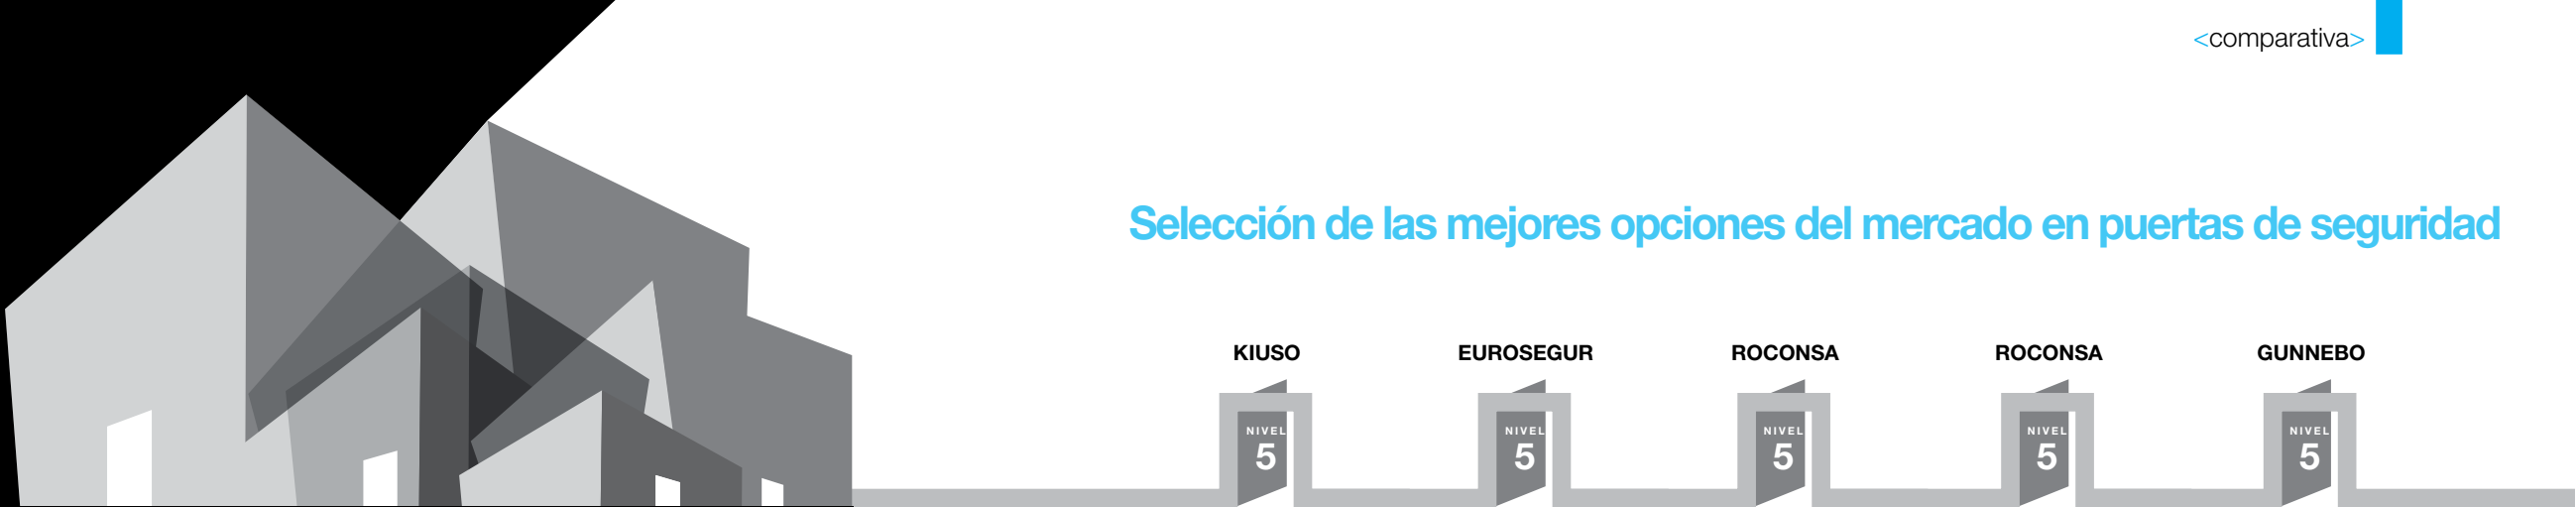 <comparativa>
Selección de las mejores opciones del mercado en puertas de seguridad
KIUSO EUROSEGUR ROCONSA ROCONSA GUNNEBO
NIVEL NIVEL NIVEL NIVEL NIVEL
5 5 5 5 5